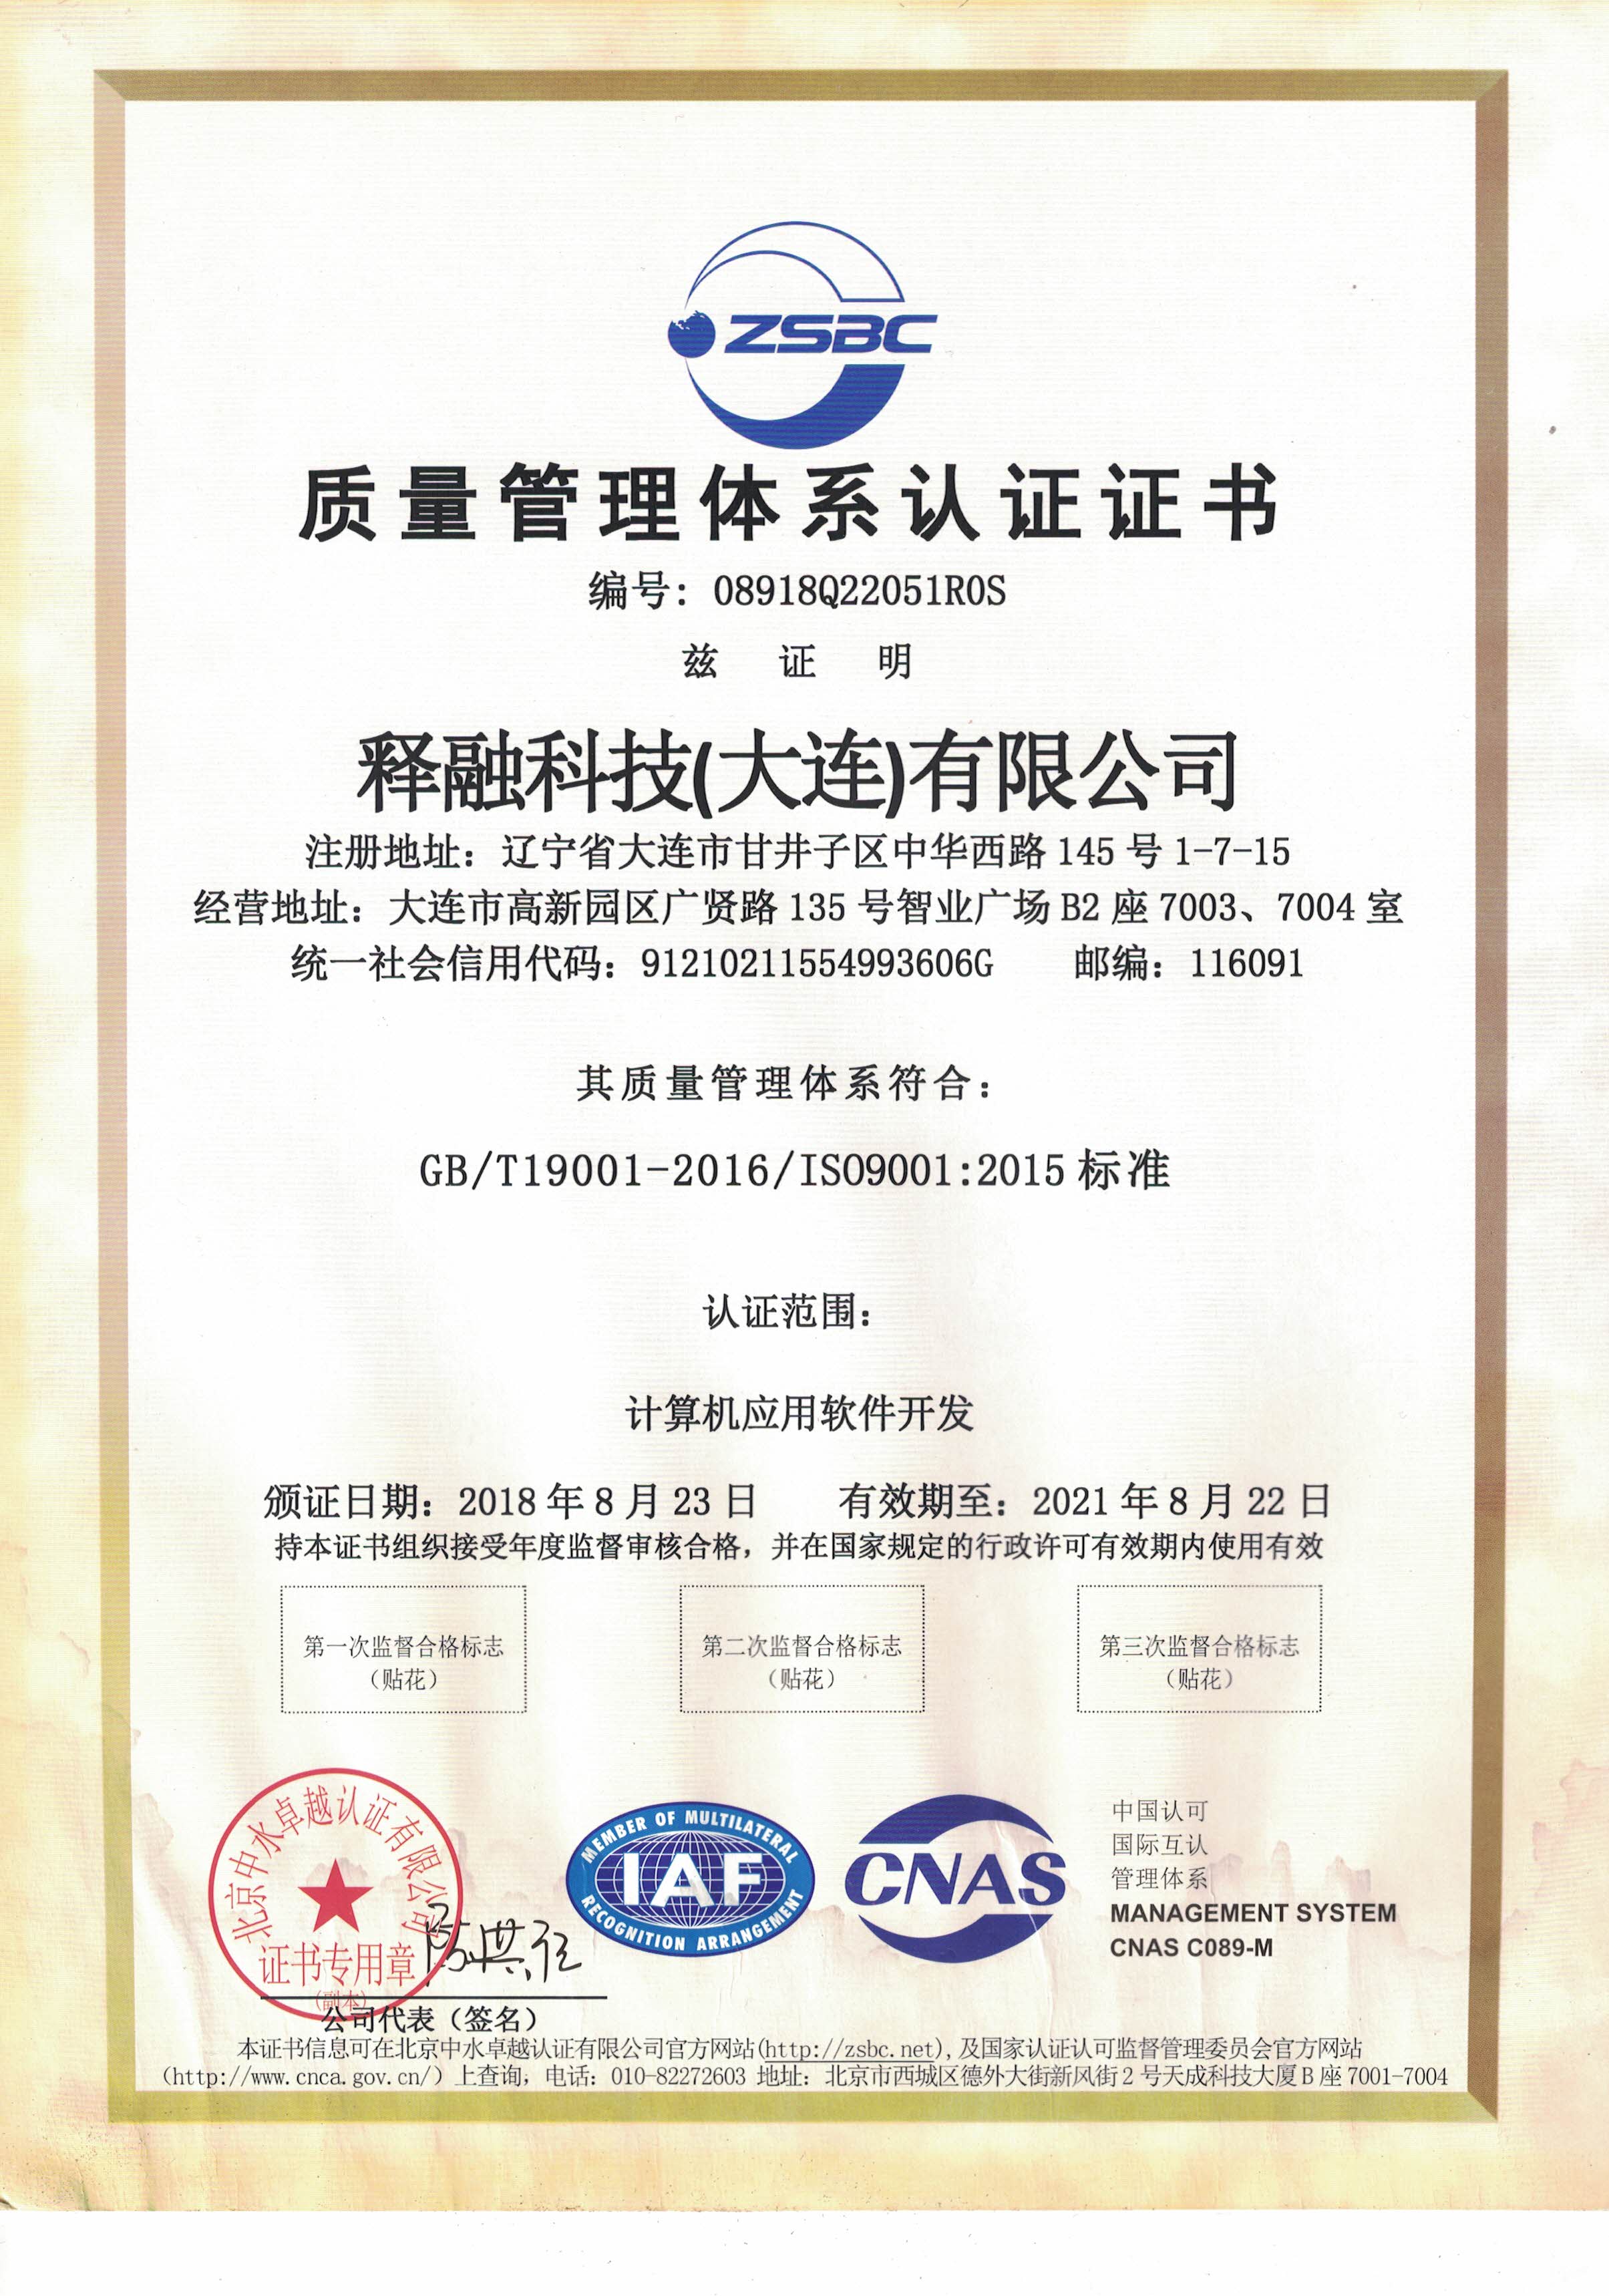 ZSBC
质量管理体系认证证书
编号：08918Q22051R0S
兹 证 明
释融科技(大连)有限公司
注册地址：辽宁省大连市甘井子区中华西路 145 号 1-7-15
经营地址：大连市高新园区广贤路 135 号智业广场 B2 座 7003、7004 室
统一社会信用代码：91210211554993606G 邮编：116091
其质量管理体系符合：
GB/T19001-2016/ISO9001:2015 标准
认证范围：
计算机应用软件开发
颁证日期：2018 年 8 月 23 日 有效期至：2021 年 8 月 22 日
持本证书组织接受年度监督审核合格，并在国家规定的行政许可有效期内使用有效
第一次监督合格标志
（贴花）
第二次监督合格标志
（贴花）
第三次监督合格标志
（贴花）
北京中水卓越认证有限公司
证书专用章
（副本）
公司代表（签名）
MEMBER OF MULTILATERAL
IAF
RECOGNITION ARRANGEMENT
CNAS
中国认可
国际互认
管理体系
MANAGEMENT SYSTEM
CNAS C089-M
本证书信息可在北京中水卓越认证有限公司官方网站(http://zsbc.net),及国家认证认可监督管理委员会官方网站
（http://www.cnca.gov.cn/）上查询，电话：010-82272603 地址：北京市西城区德外大街新风街 2 号天成科技大厦 B 座 7001-7004